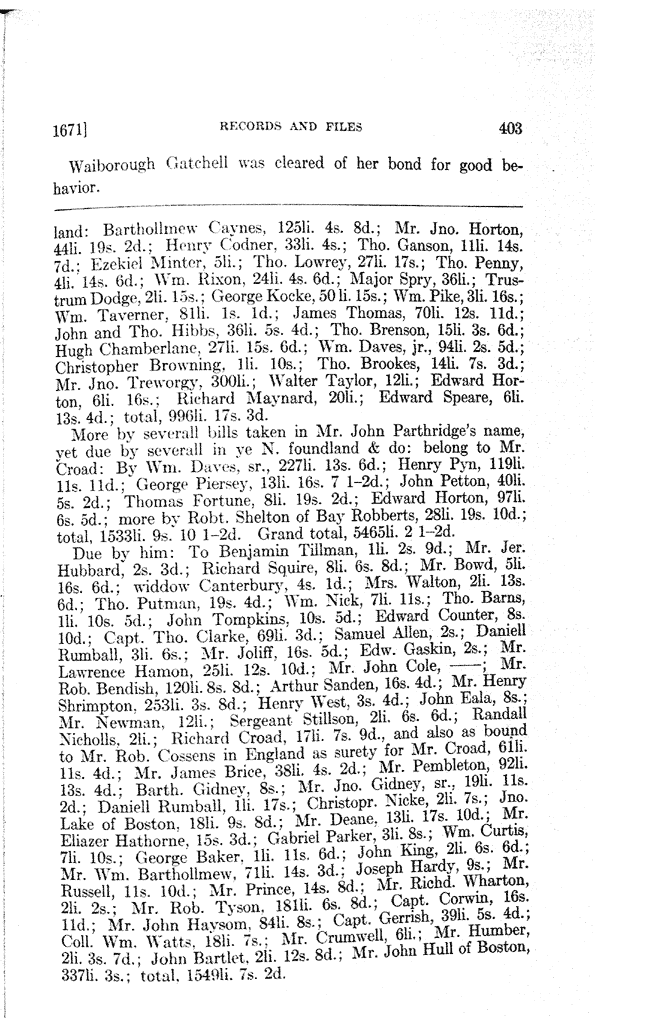 1671]
RECORDS AND FILES
403
Waiborough Gatchell was cleared of her bond for good be-
havior.
land: Barthollmew Caynes, 125li. 4s. 8d.; Mr. Jno. Horton,
44li. 19s. 2d.; Henry Codner, 33li. 4s.; Tho. Ganson, 11li. 14s.
7d.; Ezekiel Minter, 5li.; Tho. Lowrey, 27li. 17s.; Tho. Penny,
4li. 14s. 6d.; Wm. Rixon, 24li. 4s. 6d.; Major Spry, 36li.; Trus-
trum Dodge, 2li. 15s.; George Kocke, 50 li. 15s.; Wm. Pike, 3li. 16s.;
Wm. Taverner, 81li. 1s. 1d.; James Thomas, 70li. 12s. 11d.;
John and Tho. Hibbs, 36li. 5s. 4d.; Tho. Brenson, 15li. 3s. 6d.;
Hugh Chamberlane, 27li. 15s. 6d.; Wm. Daves, jr., 94li. 2s. 5d.;
Christopher Browning, 1li. 10s.; Tho. Brookes, 14li. 7s. 3d.;
Mr. Jno. Treworgy, 300li.; Walter Taylor, 12li.; Edward Hor-
ton, 6li. 16s.; Richard Maynard, 20li.; Edward Speare, 6li.
13s. 4d.; total, 996li. 17s. 3d.
More by severall bills taken in Mr. John Parthridge's name,
yet due by severall in ye N. foundland & do: belong to Mr.
Croad: By Wm. Daves, sr., 227li. 13s. 6d.; Henry Pyn, 119li.
11s. 11d.; George Piersey, 13li. 16s. 7 1-2d.; John Petton, 40li.
5s. 2d.; Thomas Fortune, 8li. 19s. 2d.; Edward Horton, 97li.
6s. 5d.; more by Robt. Shelton of Bay Robberts, 28li. 19s. 10d.;
total, 1533li. 9s. 10 1-2d. Grand total, 5465li. 2 1-2d.
Due by him: To Benjamin Tillman, 1li. 2s. 9d.; Mr. Jer.
Hubbard, 2s. 3d.; Richard Squire, 8li. 6s. 8d.; Mr. Bowd, 5li.
16s. 6d.; widdow Canterbury, 4s. 1d.; Mrs. Walton, 2li. 13s.
6d.; Tho. Putman, 19s. 4d.; Wm. Nick, 7li. 11s.; Tho. Barns,
1li. 10s. 5d.; John Tompkins, 10s. 5d.; Edward Counter, 8s.
10d.; Capt. Tho. Clarke, 69li. 3d.; Samuel Allen, 2s.; Daniell
Rumball, 3li. 6s.; Mr. Joliff, 16s. 5d.; Edw. Gaskin, 2s.; Mr.
Lawrence Hamon, 25li. 12s. 10d.; Mr. John Cole, ——; Mr.
Rob. Bendish, 120li. 8s. 8d.; Arthur Sanden, 16s. 4d.; Mr. Henry
Shrimpton, 253li. 3s. 8d.; Henry West, 3s. 4d.; John Eala, 8s.;
Mr. Newman, 12li.; Sergeant Stillson, 2li. 6s. 6d.; Randall
Nicholls, 2li.; Richard Croad, 17li. 7s. 9d., and also as bound
to Mr. Rob. Cossens in England as surety for Mr. Croad, 61li.
11s. 4d.; Mr. James Brice, 38li. 4s. 2d.; Mr. Pembleton, 92li.
13s. 4d.; Barth. Gidney, 8s.; Mr. Jno. Gidney, sr., 19li. 11s.
2d.; Daniell Rumball, 1li. 17s.; Christopr. Nicke, 2li. 7s.; Jno.
Lake of Boston, 18li. 9s. 8d.; Mr. Deane, 13li. 17s. 10d.; Mr.
Eliazer Hathorne, 15s. 3d.; Gabriel Parker, 3li. 8s.; Wm. Curtis,
7li. 10s.; George Baker, 1li. 11s. 6d.; John King, 2li. 6s. 6d.;
Mr. Wm. Barthollmew, 71li. 14s. 3d.; Joseph Hardy, 9s.; Mr.
Russell, 11s. 10d.; Mr. Prince, 14s. 8d.; Mr. Richd. Wharton,
2li. 2s.; Mr. Rob. Tyson, 181li. 6s. 8d.; Capt. Corwin, 16s.
11d.; Mr. John Haysom, 84li. 8s.; Capt. Gerrish, 39li. 5s. 4d.;
Coll. Wm. Watts, 18li. 7s.; Mr. Crumwell, 6li.; Mr. Humber,
2li. 3s. 7d.; John Bartlet, 2li. 12s. 8d.; Mr. John Hull of Boston,
337li. 3s.; total, 1549li. 7s. 2d.